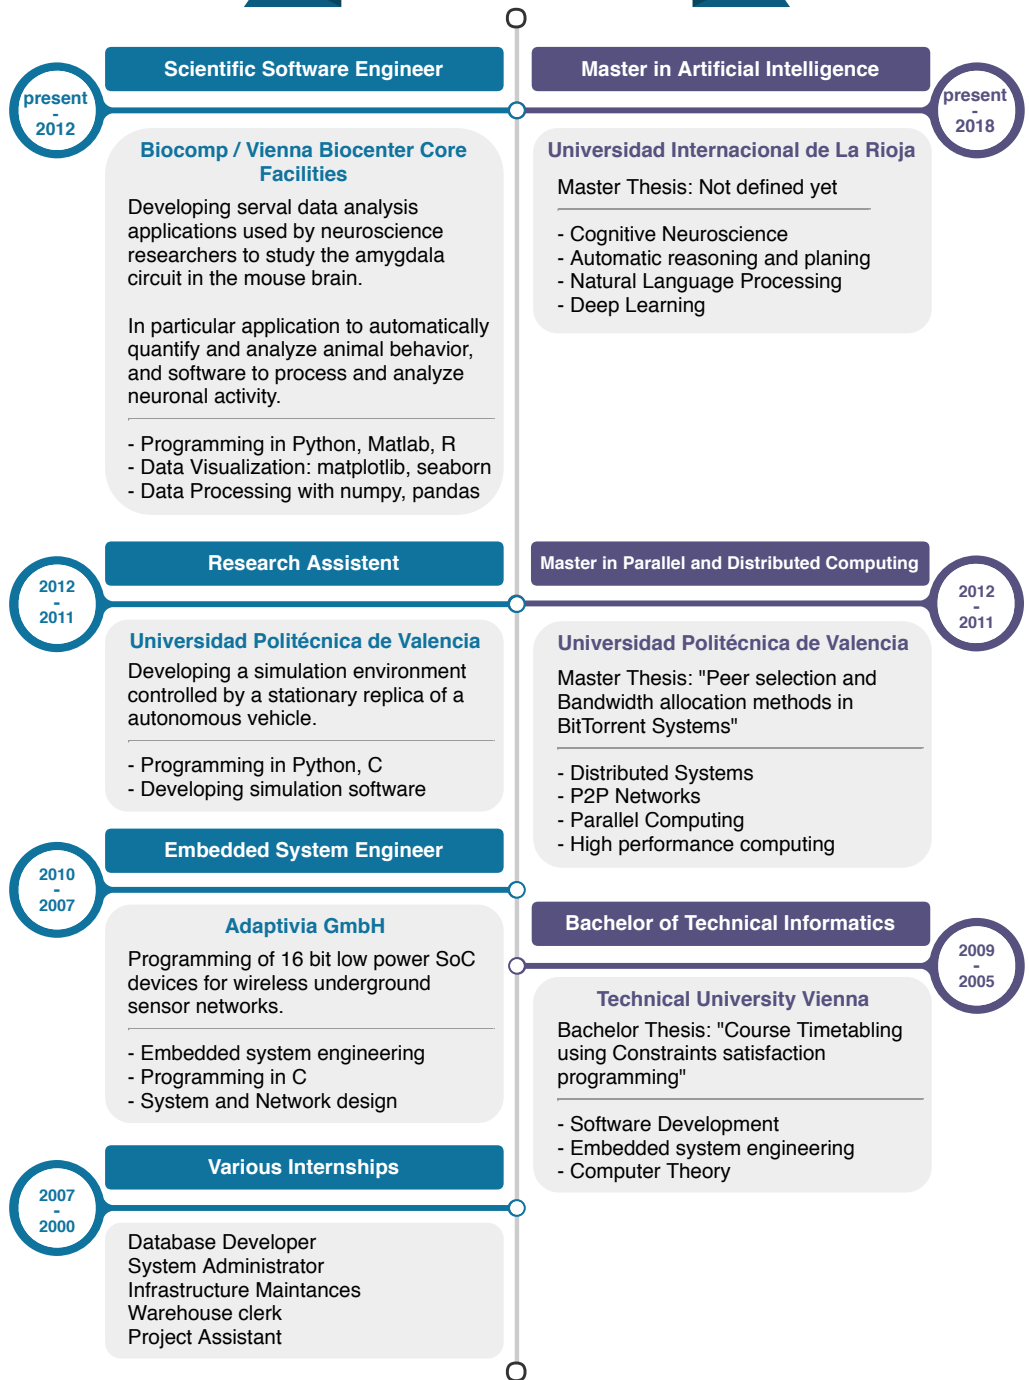 Scientific Software Engineer
present
-
2012
Biocomp / Vienna Biocenter Core
Facilities
Developing serval data analysis
applications used by neuroscience
researchers to study the amygdala
circuit in the mouse brain.
In particular application to automatically
quantify and analyze animal behavior,
and software to process and analyze
neuronal activity.
- Programming in Python, Matlab, R
- Data Visualization: matplotlib, seaborn
- Data Processing with numpy, pandas
Research Assistent
2012
-
2011
Universidad Politécnica de Valencia
Developing a simulation environment
controlled by a stationary replica of a
autonomous vehicle.
- Programming in Python, C
- Developing simulation software
Embedded System Engineer
2010
-
2007
Adaptivia GmbH
Programming of 16 bit low power SoC
devices for wireless underground
sensor networks.
- Embedded system engineering
- Programming in C
- System and Network design
Various Internships
2007
-
2000
Database Developer
System Administrator
Infrastructure Maintances
Warehouse clerk
Project Assistant
Master in Artificial Intelligence
present
-
2018
Universidad Internacional de La Rioja
Master Thesis: Not defined yet
- Cognitive Neuroscience
- Automatic reasoning and planing
- Natural Language Processing
- Deep Learning
Master in Parallel and Distributed Computing
2012
-
2011
Universidad Politécnica de Valencia
Master Thesis: "Peer selection and
Bandwidth allocation methods in
BitTorrent Systems"
- Distributed Systems
- P2P Networks
- Parallel Computing
- High performance computing
Bachelor of Technical Informatics
2009
-
2005
Technical University Vienna
Bachelor Thesis: "Course Timetabling
using Constraints satisfaction
programming"
- Software Development
- Embedded system engineering
- Computer Theory